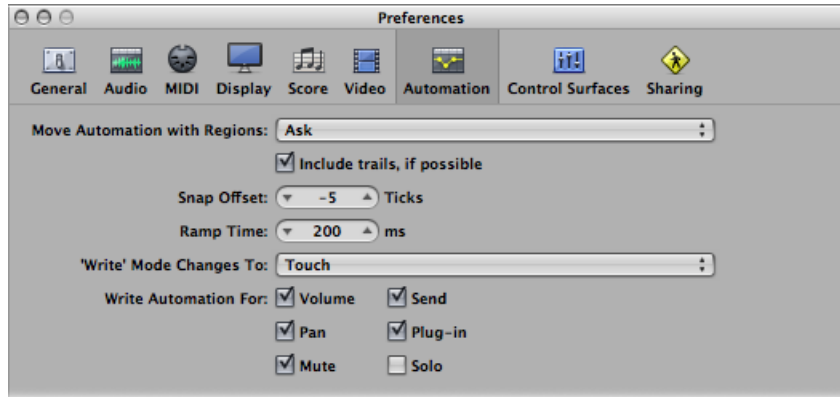 Preferences
General Audio MIDI Display Score Video Automation Control Surfaces Sharing
Move Automation with Regions: Ask
Include trails, if possible
Snap Offset: -5 Ticks
Ramp Time: 200 ms
'Write' Mode Changes To: Touch
Write Automation For: Volume Send
Pan Plug-in
Mute Solo